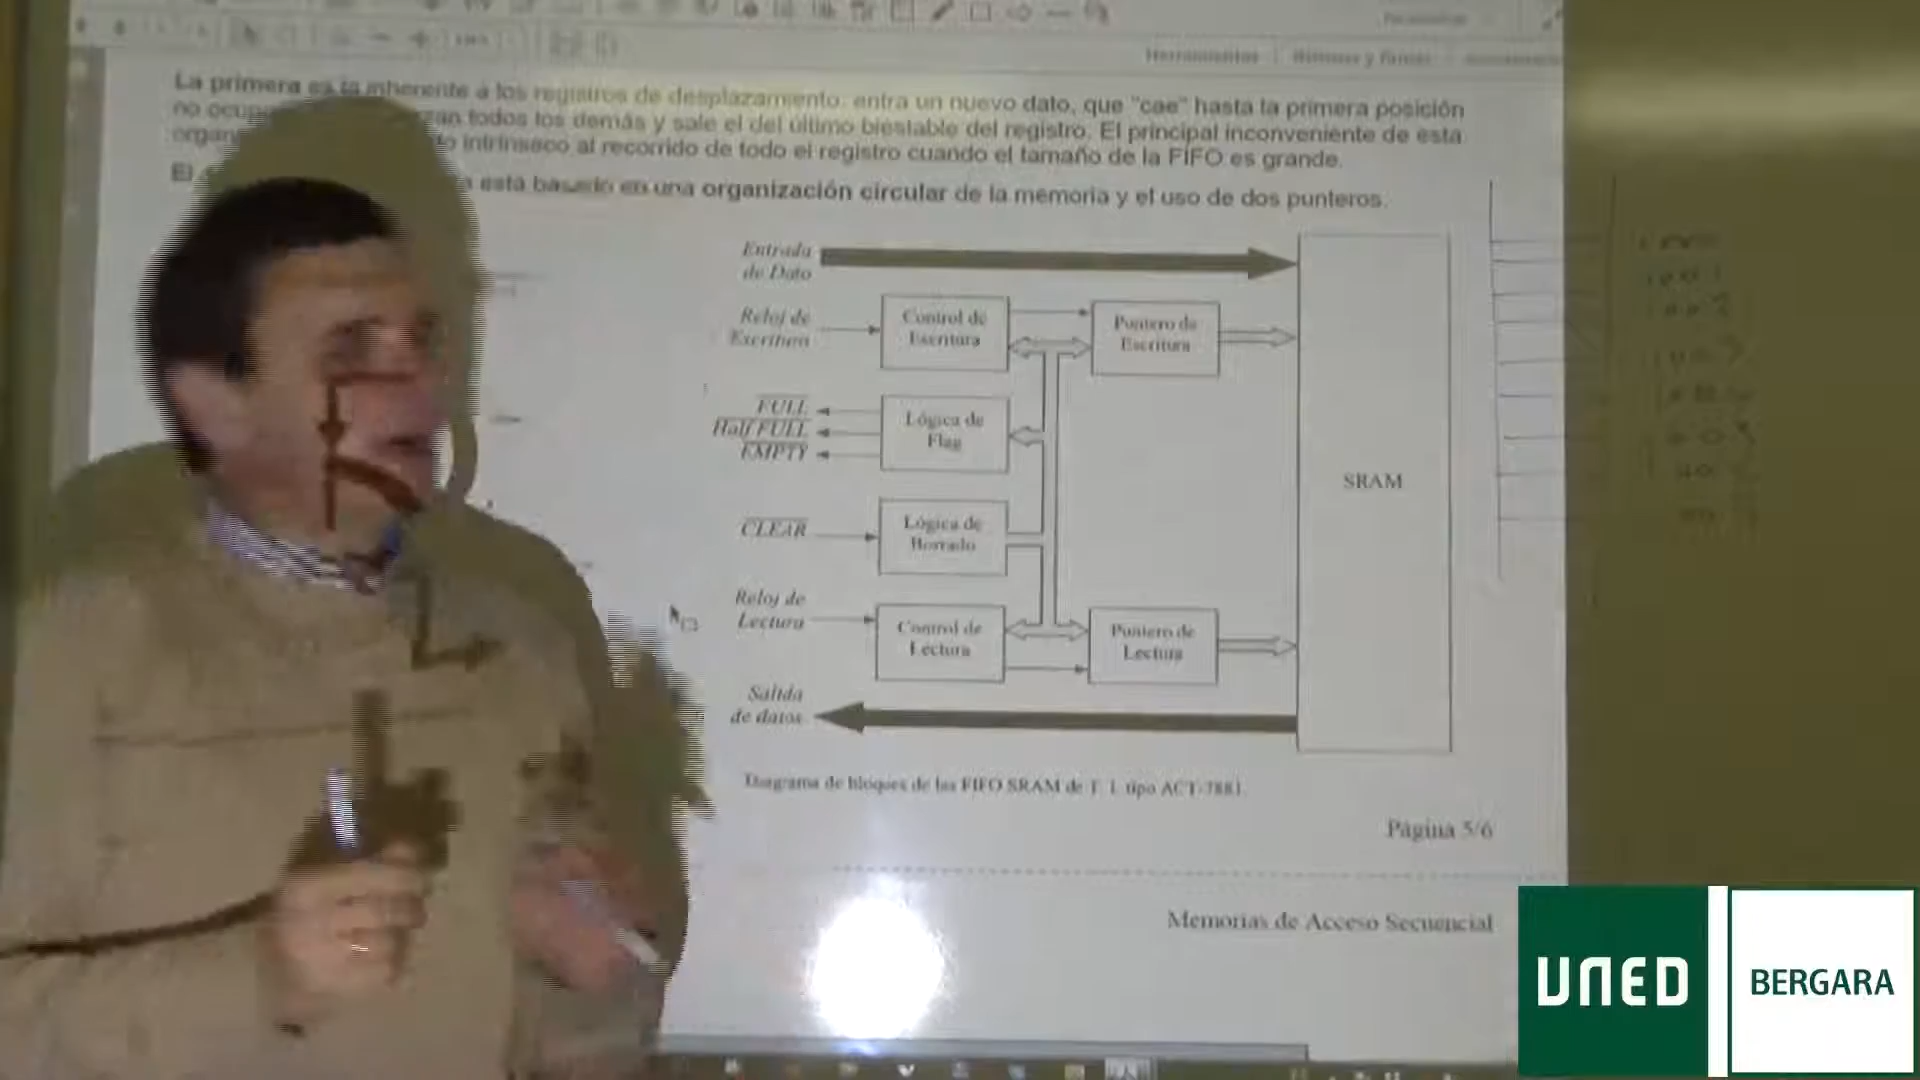 Herramientas
La primera es la inherente a los registros de desplazamiento: entra un nuevo dato, que "cae" hasta la primera posición
no ocup zan todos los demás y sale el del último biestable del registro. El principal inconveniente de esta
organ intrínseco al recorrido de todo el registro cuando el tamaño de la FIFO es grande.
El está basado en una organización circular de la memoria y el uso de dos punteros.
Entrada
de Dato
Reloj de
Escritura
Control de
Escritura
Puntero de
Escritura
FULL
Half FULL
EMPTY
Lógica de
Flag
SRAM
CLEAR
Lógica de
Borrado
Reloj de
Lectura
Control de
Lectura
Puntero de
Lectura
Salida
de datos
Diagrama de bloques de las FIFO SRAM de T. I. tipo ACT-7881.
Página 5/6
Memorias de Acceso Secuencial
UNED
BERGARA